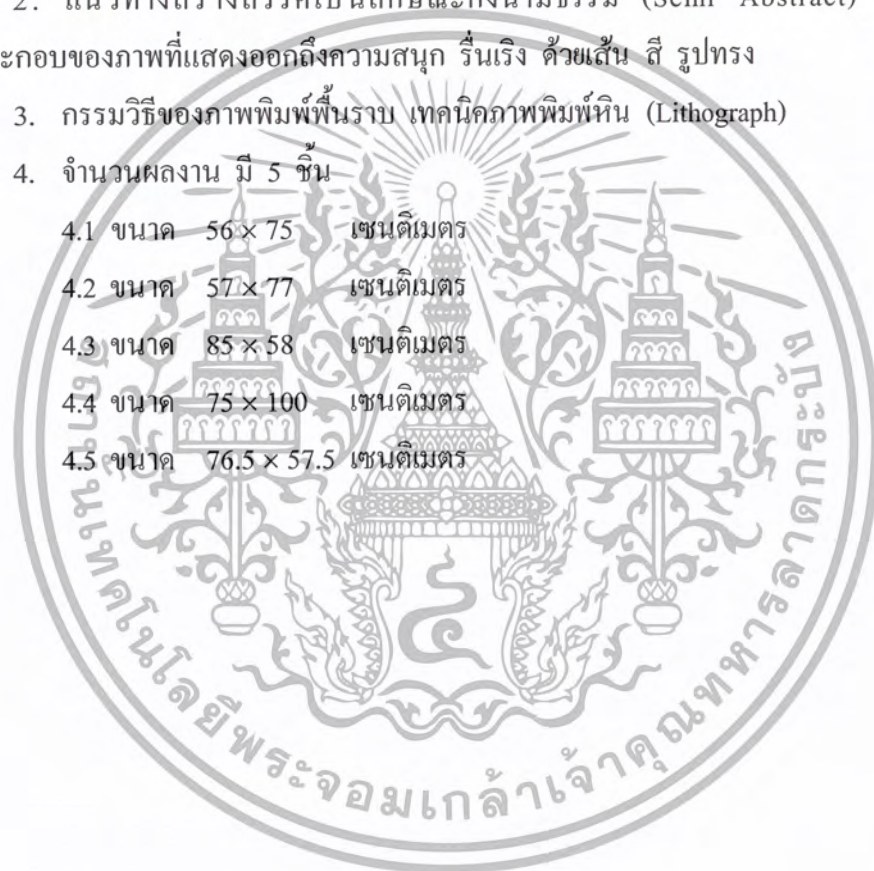 2. แนวทางสร้างสรรค์เป็นลักษณะกึ่งนามธรรม (Semi Abstract)
ะกอบของภาพที่แสดงออกถึงความสนุก รื่นเริง ด้วยเส้น สี รูปทรง
3. กรรมวิธีของภาพพิมพ์พื้นราบ เทคนิคภาพพิมพ์หิน (Lithograph)
4. จำนวนผลงาน มี 5 ชิ้น
4.1 ขนาด 56 × 75 เซนติเมตร
4.2 ขนาด 57 × 77 เซนติเมตร
4.3 ขนาด 85 × 58 เซนติเมตร
4.4 ขนาด 75 × 100 เซนติเมตร
4.5 ขนาด 76.5 × 57.5 เซนติเมตร
๔
สถาบันเทคโนโลยีพระจอมเกล้าเจ้าคุณทหารลาดกระบัง